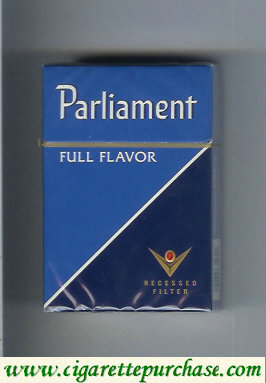 Parliament
FULL FLAVOR
RECESSED
FILTER
www.cigarettepurchase.com